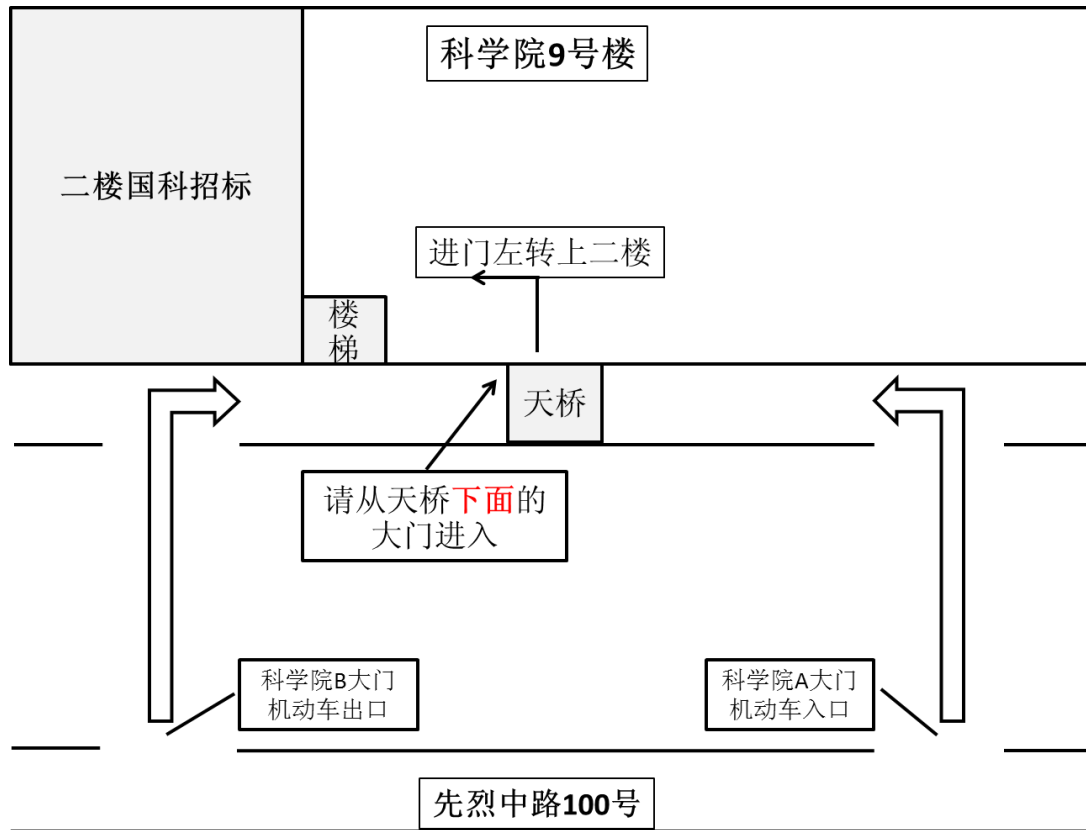 科学院9号楼
二楼国科招标
进门左转上二楼
楼
梯
天桥
请从天桥下面的
大门进入
科学院B大门
机动车出口
科学院A大门
机动车入口
先烈中路100号